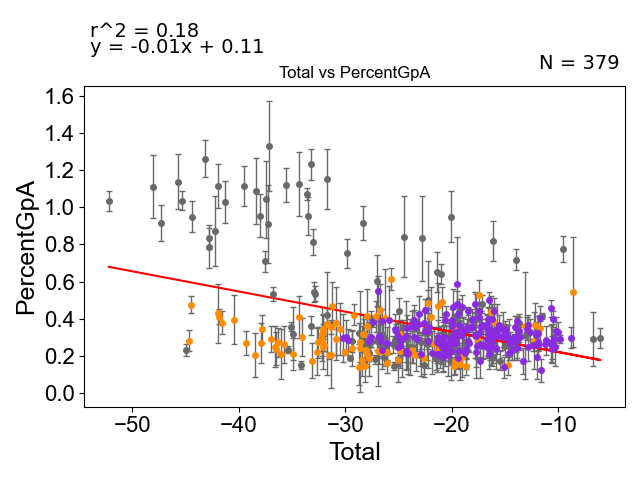 r^2 = 0.18
y = -0.01x + 0.11
N = 379
Total vs PercentGpA
1.6
1.4
1.2
1.0
0.8
0.6
0.4
0.2
0.0
PercentGpA
−50
−40
−30
−20
−10
Total